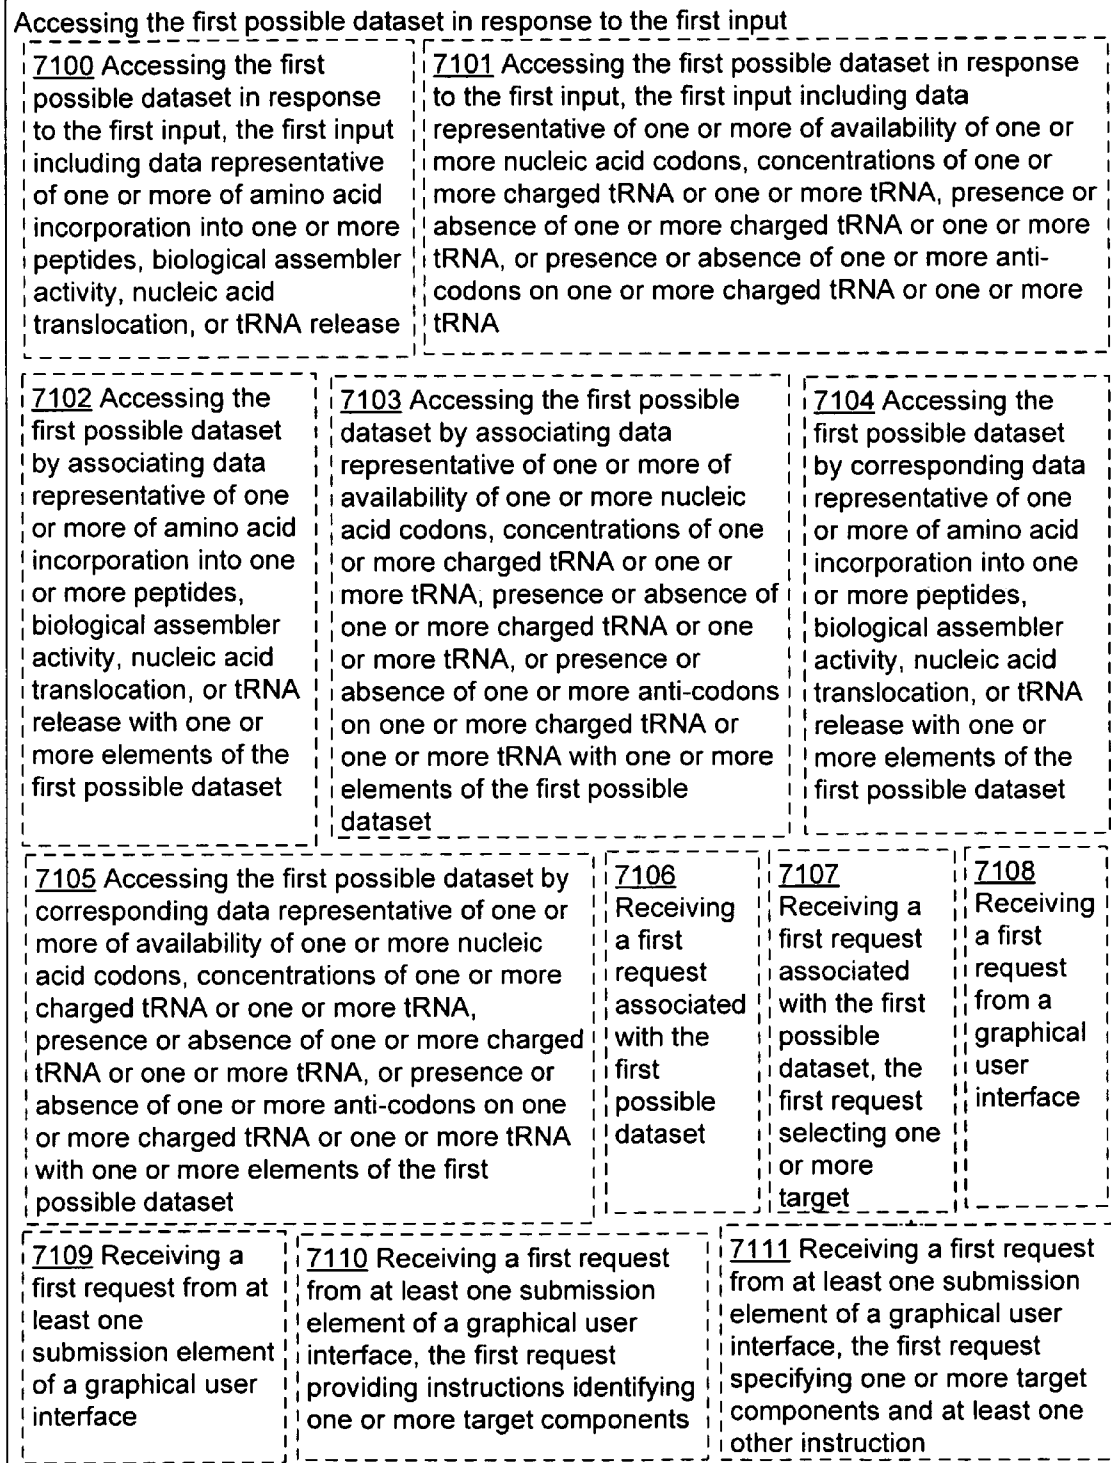 Accessing the first possible dataset in response to the first input
7100 Accessing the first
possible dataset in response
to the first input, the first input
including data representative
of one or more of amino acid
incorporation into one or more
peptides, biological assembler
activity, nucleic acid
translocation, or tRNA release
7101 Accessing the first possible dataset in response
to the first input, the first input including data
representative of one or more of availability of one or
more nucleic acid codons, concentrations of one or
more charged tRNA or one or more tRNA, presence or
absence of one or more charged tRNA or one or more
tRNA, or presence or absence of one or more anti-
codons on one or more charged tRNA or one or more
tRNA
7102 Accessing the
first possible dataset
by associating data
representative of one
or more of amino acid
incorporation into one
or more peptides,
biological assembler
activity, nucleic acid
translocation, or tRNA
release with one or
more elements of the
first possible dataset
7103 Accessing the first possible
dataset by associating data
representative of one or more of
availability of one or more nucleic
acid codons, concentrations of one
or more charged tRNA or one or
more tRNA, presence or absence of
one or more charged tRNA or one
or more tRNA, or presence or
absence of one or more anti-codons
on one or more charged tRNA or
one or more tRNA with one or more
elements of the first possible
dataset
7104 Accessing the
first possible dataset
by corresponding data
representative of one
or more of amino acid
incorporation into one
or more peptides,
biological assembler
activity, nucleic acid
translocation, or tRNA
release with one or
more elements of the
first possible dataset
7105 Accessing the first possible dataset by
corresponding data representative of one or
more of availability of one or more nucleic
acid codons, concentrations of one or more
charged tRNA or one or more tRNA,
presence or absence of one or more charged
tRNA or one or more tRNA, or presence or
absence of one or more anti-codons on one
or more charged tRNA or one or more tRNA
with one or more elements of the first
possible dataset
7106
Receiving
a first
request
associated
with the
first
possible
dataset
7107
Receiving a
first request
associated
with the first
possible
dataset, the
first request
selecting one
or more
target
7108
Receiving
a first
request
from a
graphical
user
interface
7109 Receiving a
first request from at
least one
submission element
of a graphical user
interface
7110 Receiving a first request
from at least one submission
element of a graphical user
interface, the first request
providing instructions identifying
one or more target components
7111 Receiving a first request
from at least one submission
element of a graphical user
interface, the first request
specifying one or more target
components and at least one
other instruction